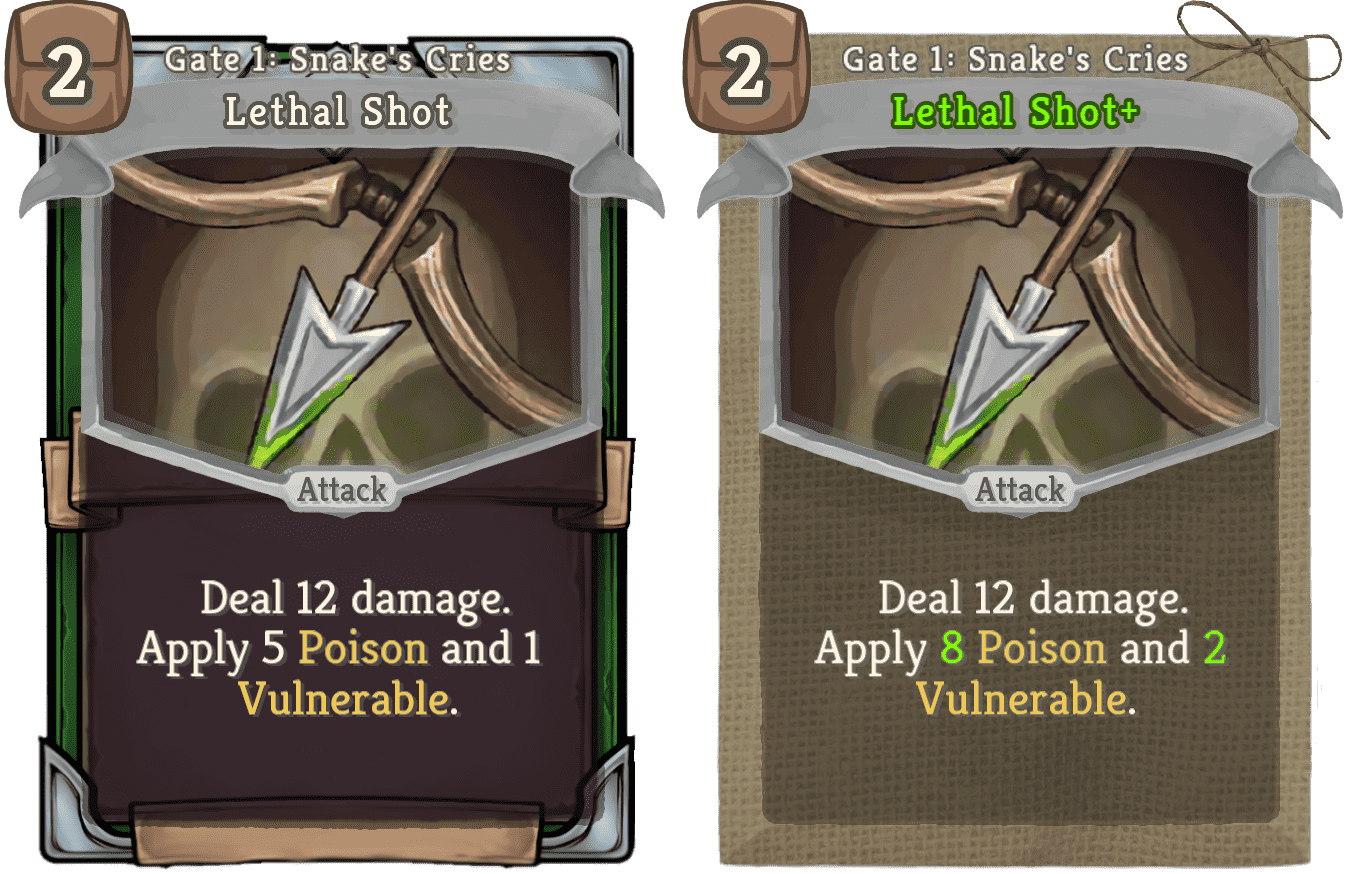 2
Gate 1: Snake's Cries
Lethal Shot
Attack
Deal 12 damage.
Apply 5 Poison and 1
Vulnerable.
2
Gate 1: Snake's Cries
Lethal Shot+
Attack
Deal 12 damage.
Apply 8 Poison and 2
Vulnerable.